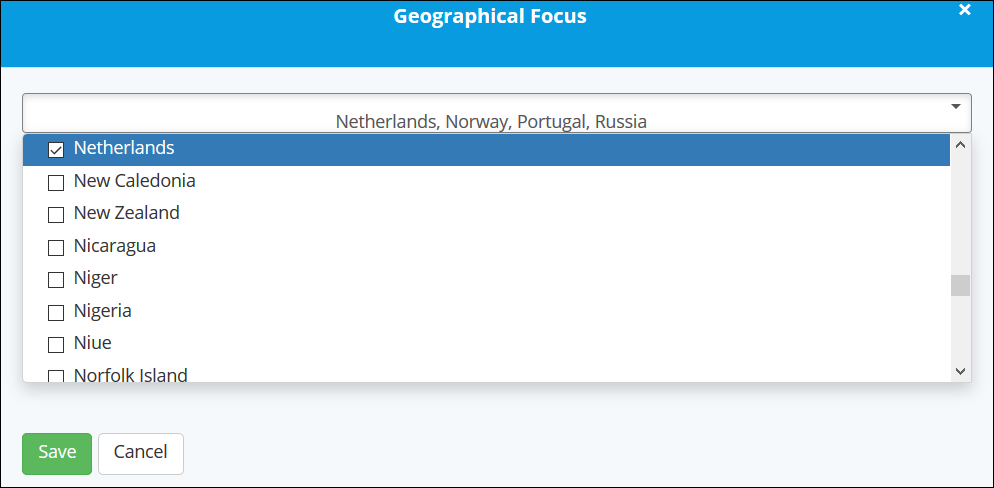 Geographical Focus
Netherlands, Norway, Portugal, Russia
Netherlands
New Caledonia
New Zealand
Nicaragua
Niger
Nigeria
Niue
Norfolk Island
Save Cancel